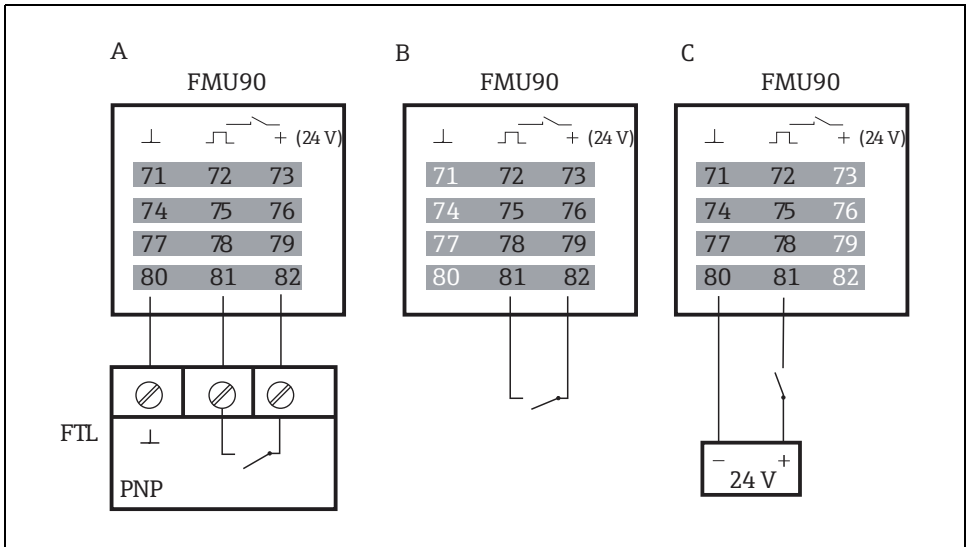 A B C
FMU90 FMU90 FMU90
+ (24 V) + (24 V) + (24 V)
71 72 73 71 72 73 71 72 73
74 75 76 74 75 76 74 75 76
77 78 79 77 78 79 77 78 79
80 81 82 80 81 82 80 81 82
FTL
PNP
- +
24 V